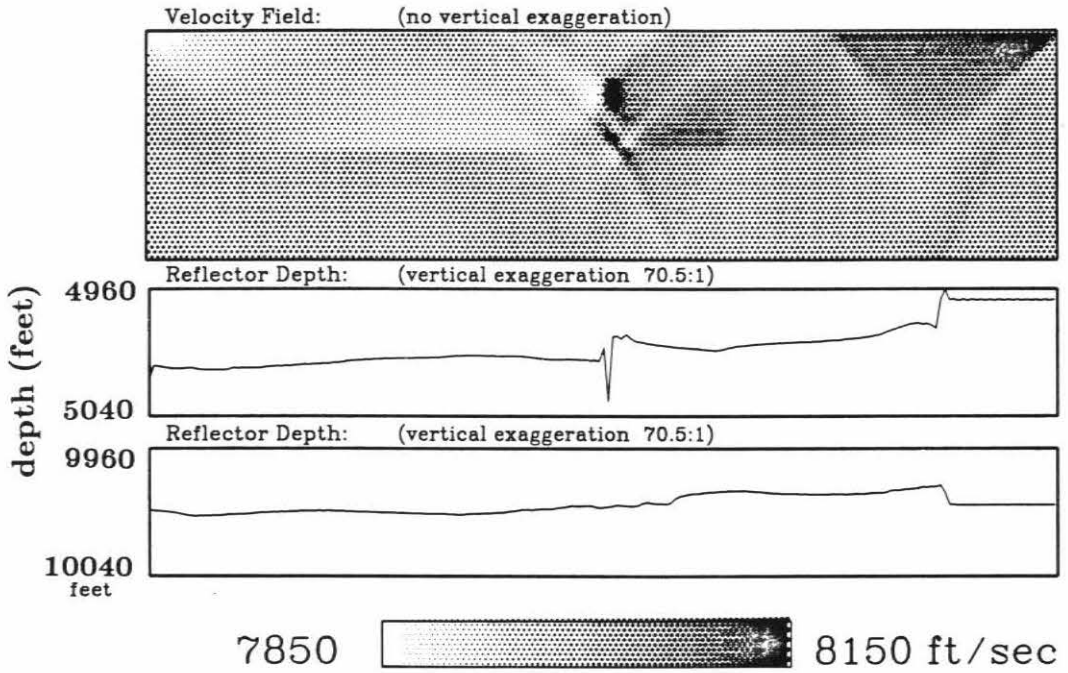 Velocity Field: (no vertical exaggeration)
Reflector Depth: (vertical exaggeration 70.5:1)
4960
depth (feet)
5040
Reflector Depth: (vertical exaggeration 70.5:1)
9960
10040
feet
7850 8150 ft/sec